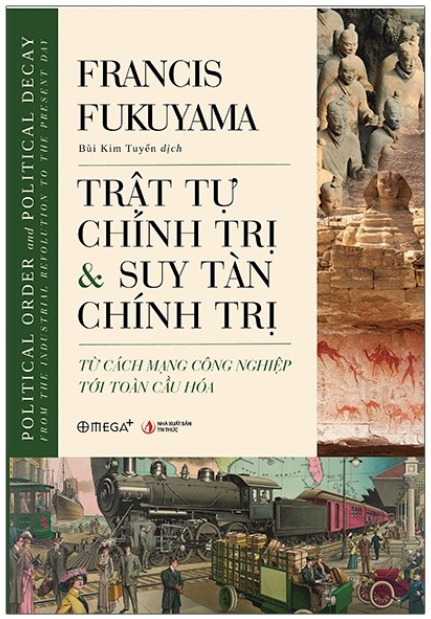 FRANCIS
FUKUYAMA
Bùi Kim Tuyến dịch
TRẬT TỰ
CHÍNH TRỊ
& SUY TÀN
CHÍNH TRỊ
TỪ CÁCH MẠNG CÔNG NGHIỆP
TỚI TOÀN CẦU HÓA
OMEGA+
NHÀ XUẤT BẢN
TRI THỨC
POLITICAL ORDER and POLITICAL DECAY
FROM THE INDUSTRIAL REVOLUTION TO THE PRESENT DAY